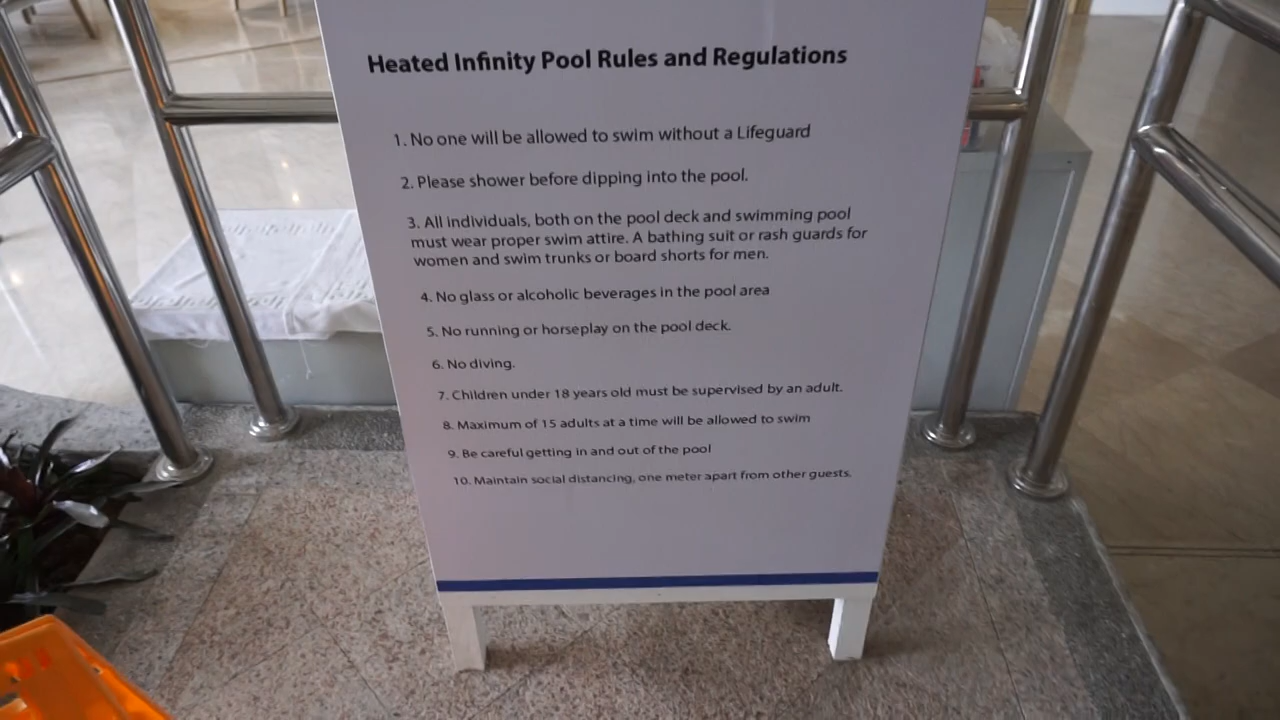 Heated Infinity Pool Rules and Regulations
1. No one will be allowed to swim without a Lifeguard
2. Please shower before dipping into the pool.
3. All individuals, both on the pool deck and swimming pool
must wear proper swim attire. A bathing suit or rash guards for
women and swim trunks or board shorts for men.
4. No glass or alcoholic beverages in the pool area
5. No running or horseplay on the pool deck.
6. No diving.
7. Children under 18 years old must be supervised by an adult.
8. Maximum of 15 adults at a time will be allowed to swim
9. Be careful getting in and out of the pool
10. Maintain social distancing, one meter apart from other guests.